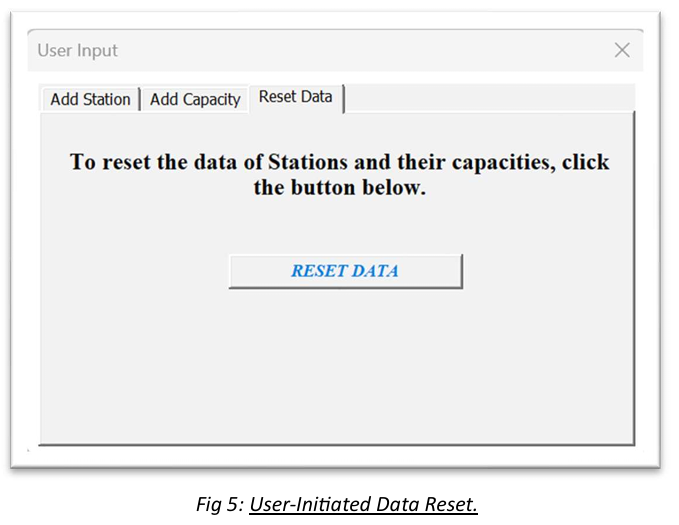 User Input
Add Station Add Capacity Reset Data
To reset the data of Stations and their capacities, click
the button below.
RESET DATA
Fig 5: User-Initiated Data Reset.